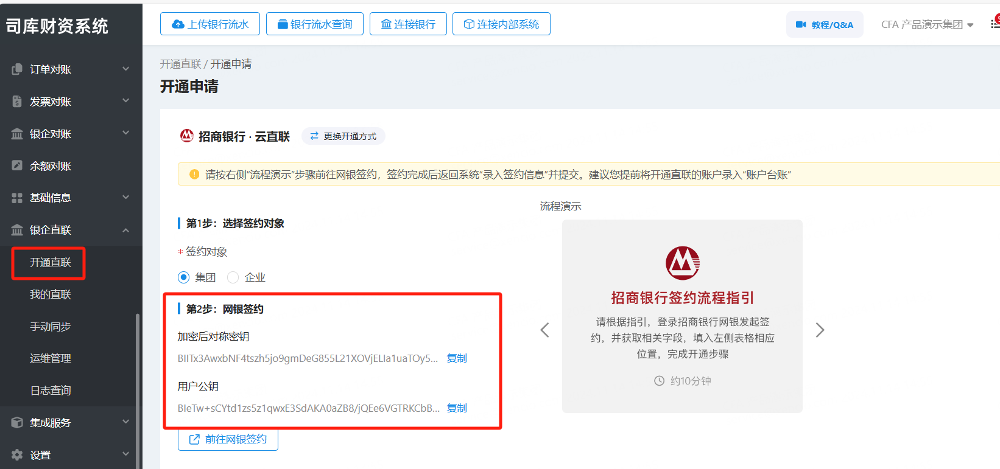 司库财资系统
上传银行流水
银行流水查询
连接银行
连接内部系统
教程/Q&A
CFA 产品演示集团
订单对账
发票对账
银企对账
余额对账
基础信息
银企直联
开通直联
我的直联
手动同步
运维管理
日志查询
集成服务
设置
开通直联 / 开通申请
开通申请
招商银行 · 云直联
更换开通方式
请按右侧“流程演示”步骤前往网银签约，签约完成后返回系统“录入签约信息”并提交。建议您提前将开通直联的账户录入“账户台账”
第1步：选择签约对象
* 签约对象
集团
企业
第2步：网银签约
加密后对称密钥
BIITx3AwxbNF4tszh5jo9gmDeG855L21XOVjELIa1uaTOy5... 复制
用户公钥
BIeTw+sCYtd1zs5z1qwxE3SdAKA0aZB8/jQEe6VGTRKCbB... 复制
前往网银签约
流程演示
招商银行签约流程指引
请根据指引，登录招商银行网银发起签
约，并获取相关字段，填入左侧表格相应
位置，完成开通步骤
约10分钟